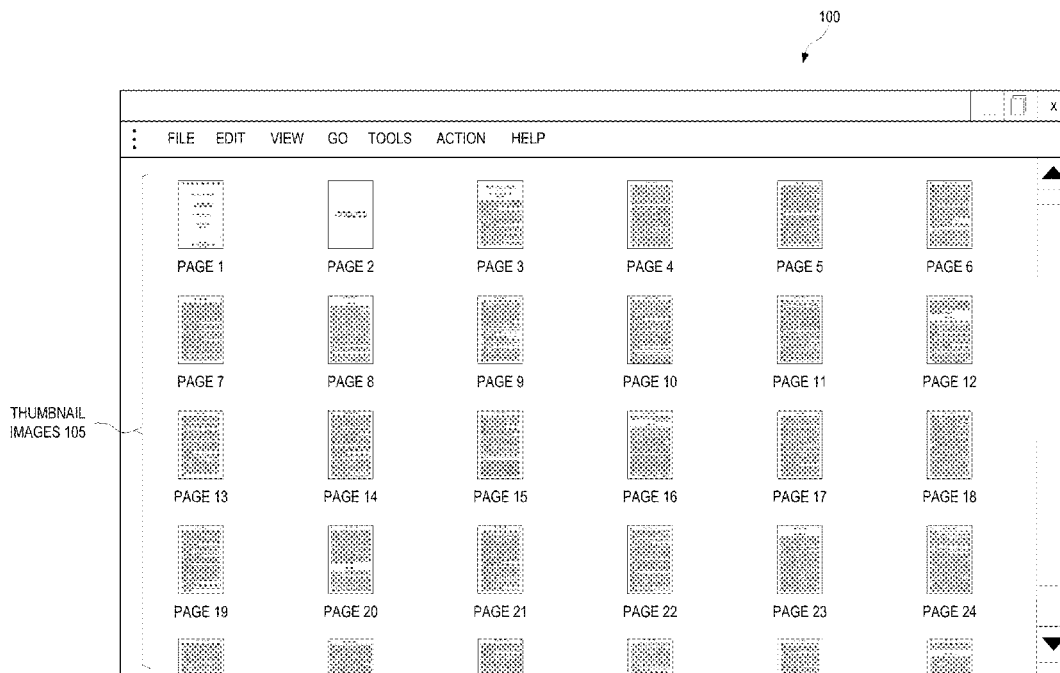 100
X
FILE EDIT VIEW GO TOOLS ACTION HELP
PAGE 1 PAGE 2 PAGE 3 PAGE 4 PAGE 5 PAGE 6
PAGE 7 PAGE 8 PAGE 9 PAGE 10 PAGE 11 PAGE 12
THUMBNAIL
IMAGES 105
PAGE 13 PAGE 14 PAGE 15 PAGE 16 PAGE 17 PAGE 18
PAGE 19 PAGE 20 PAGE 21 PAGE 22 PAGE 23 PAGE 24